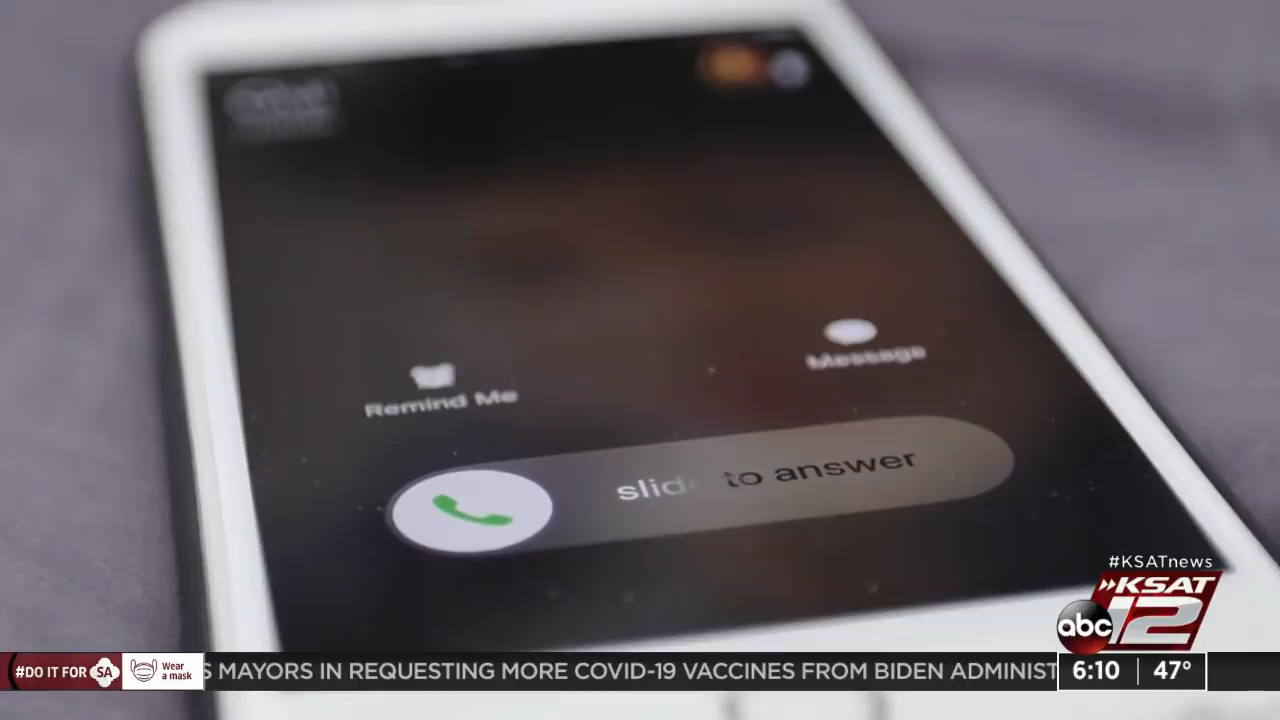 Message
Remind Me
slide to answer
#KSATnews
KSAT
abc 12
#DO IT FOR SA
Wear
a mask
S MAYORS IN REQUESTING MORE COVID-19 VACCINES FROM BIDEN ADMINIST
6:10
47°